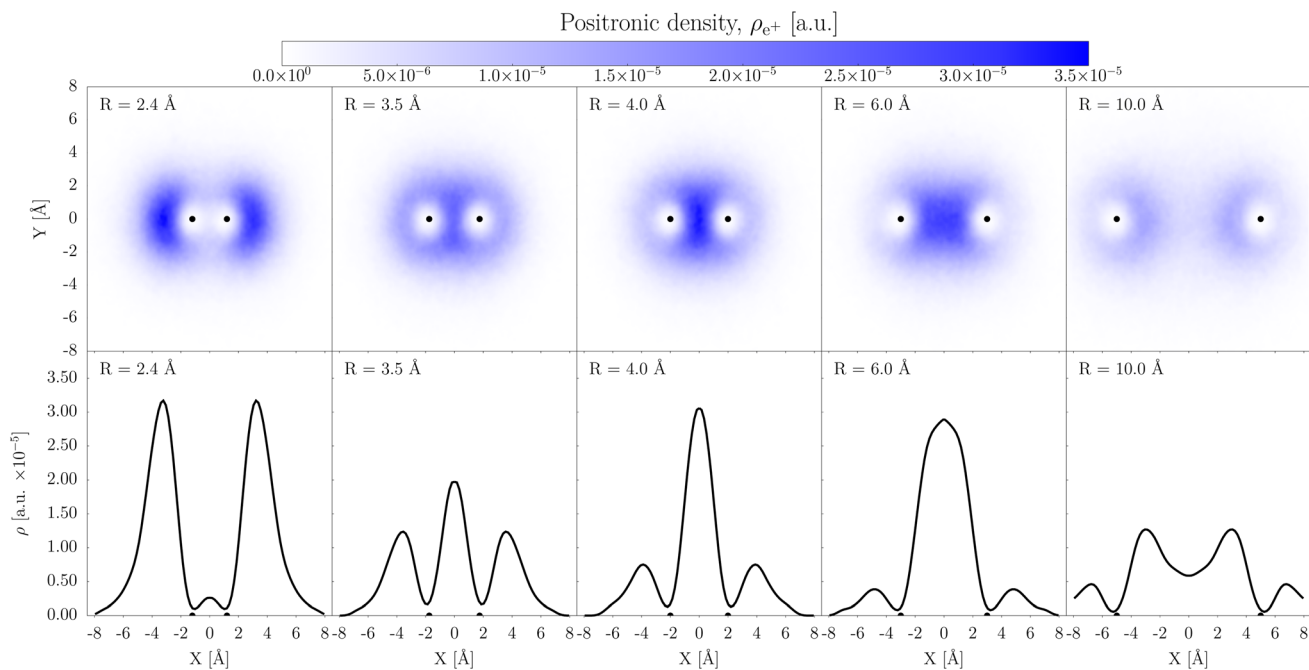 Positronic density, ρe+ [a.u.]
0.0×10⁰ 5.0×10⁻⁶ 1.0×10⁻⁵ 1.5×10⁻⁵ 2.0×10⁻⁵ 2.5×10⁻⁵ 3.0×10⁻⁵ 3.5×10⁻⁵
R = 2.4 Å R = 3.5 Å R = 4.0 Å R = 6.0 Å R = 10.0 Å
Y [Å]
8
6
4
2
0
-2
-4
-6
-8
R = 2.4 Å R = 3.5 Å R = 4.0 Å R = 6.0 Å R = 10.0 Å
ρ [a.u. ×10⁻⁵]
3.50
3.00
2.50
2.00
1.50
1.00
0.50
0.00
-8 -6 -4 -2 0 2 4 6 8 -8 -6 -4 -2 0 2 4 6 8 -8 -6 -4 -2 0 2 4 6 8 -8 -6 -4 -2 0 2 4 6 8 -8 -6 -4 -2 0 2 4 6 8
X [Å] X [Å] X [Å] X [Å] X [Å]